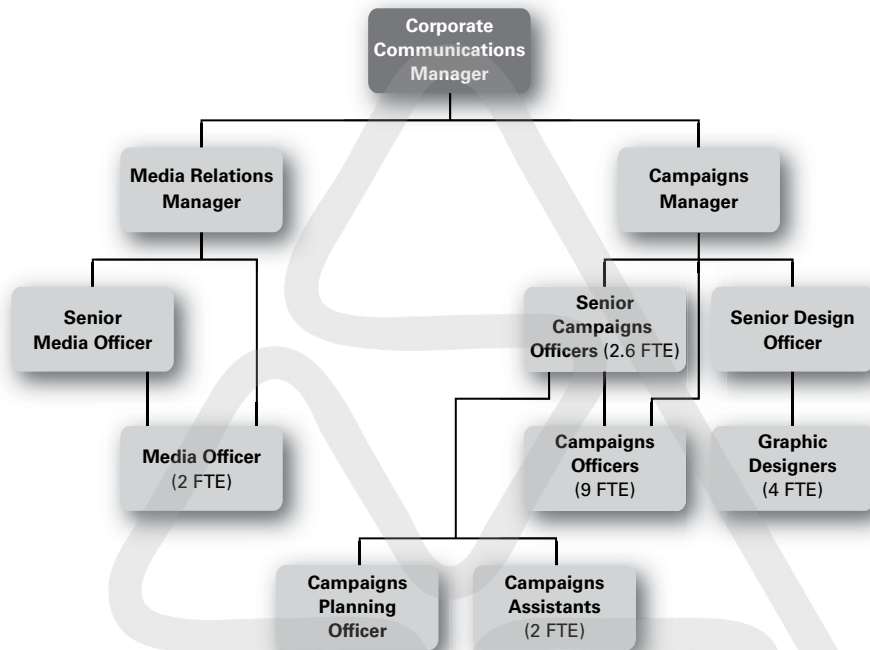 Corporate
Communications
Manager
Media Relations
Manager
Campaigns
Manager
Senior
Media Officer
Senior
Campaigns
Officers (2.6 FTE)
Senior Design
Officer
Media Officer
(2 FTE)
Campaigns
Officers
(9 FTE)
Graphic
Designers
(4 FTE)
Campaigns
Planning
Officer
Campaigns
Assistants
(2 FTE)